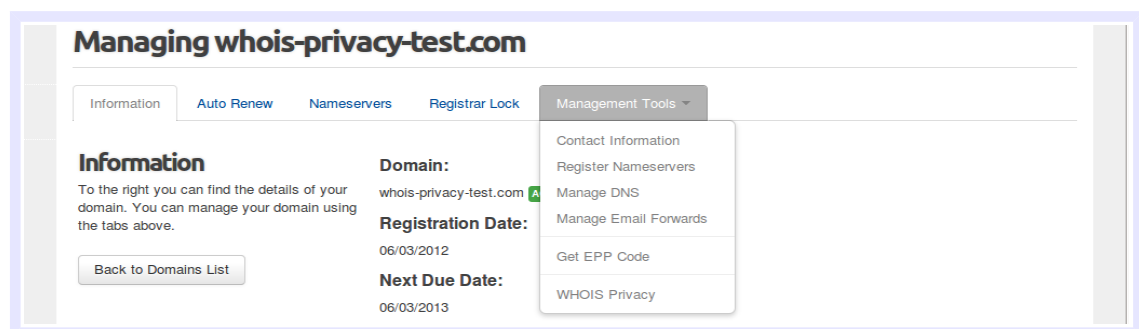 Managing whois-privacy-test.com
Information Auto Renew Nameservers Registrar Lock Management Tools
Information
To the right you can find the details of your
domain. You can manage your domain using
the tabs above.
Back to Domains List
Domain:
whois-privacy-test.com A
Registration Date:
06/03/2012
Next Due Date:
06/03/2013
Contact Information
Register Nameservers
Manage DNS
Manage Email Forwards
Get EPP Code
WHOIS Privacy